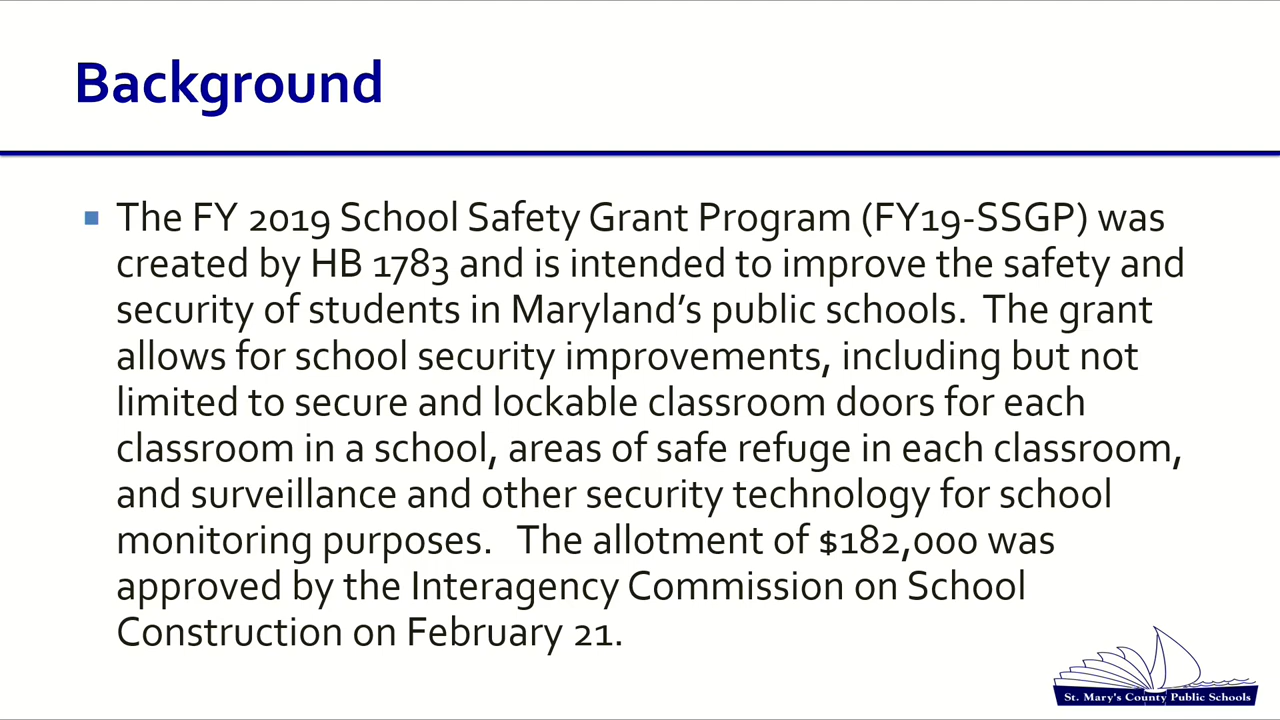 Background
The FY 2019 School Safety Grant Program (FY19-SSGP) was
created by HB 1783 and is intended to improve the safety and
security of students in Maryland’s public schools.  The grant
allows for school security improvements, including but not
limited to secure and lockable classroom doors for each
classroom in a school, areas of safe refuge in each classroom,
and surveillance and other security technology for school
monitoring purposes.   The allotment of $182,000 was
approved by the Interagency Commission on School
Construction on February 21.
St. Mary's County Public Schools